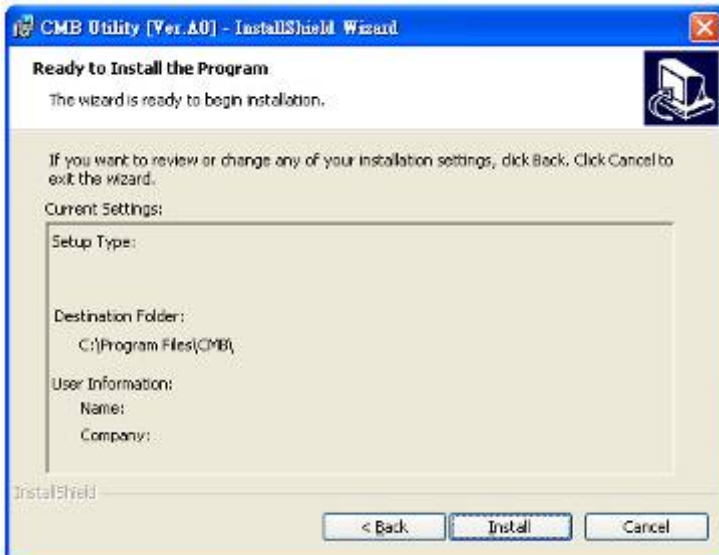 CMB Utility [Ver.A0] - InstallShield Wizard
Ready to Install the Program
The wizard is ready to begin installation.
If you want to review or change any of your installation settings, click Back. Click Cancel to
exit the wizard.
Current Settings:
Setup Type:
Destination Folder:
C:\Program Files\CMB\
User Information:
Name:
Company:
InstallShield
< Back
Install
Cancel